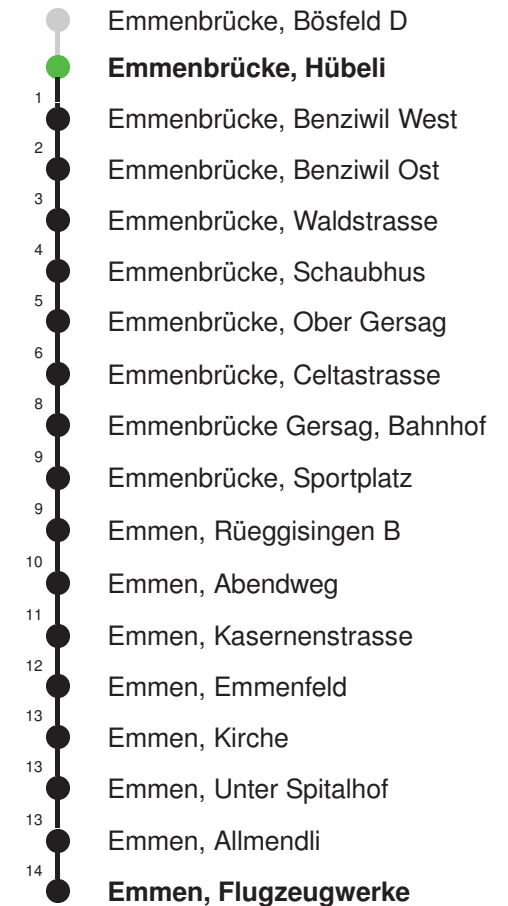 Emmenbrücke, Bösfeld D
Emmenbrücke, Hübeli
1
Emmenbrücke, Benziwil West
2
Emmenbrücke, Benziwil Ost
3
Emmenbrücke, Waldstrasse
4
Emmenbrücke, Schaubhus
5
Emmenbrücke, Ober Gersag
6
Emmenbrücke, Celtastrasse
8
Emmenbrücke Gersag, Bahnhof
9
Emmenbrücke, Sportplatz
9
Emmen, Rüeggisingen B
10
Emmen, Abendweg
11
Emmen, Kasernenstrasse
12
Emmen, Emmenfeld
13
Emmen, Kirche
13
Emmen, Unter Spitalhof
13
Emmen, Allmendli
14
Emmen, Flugzeugwerke